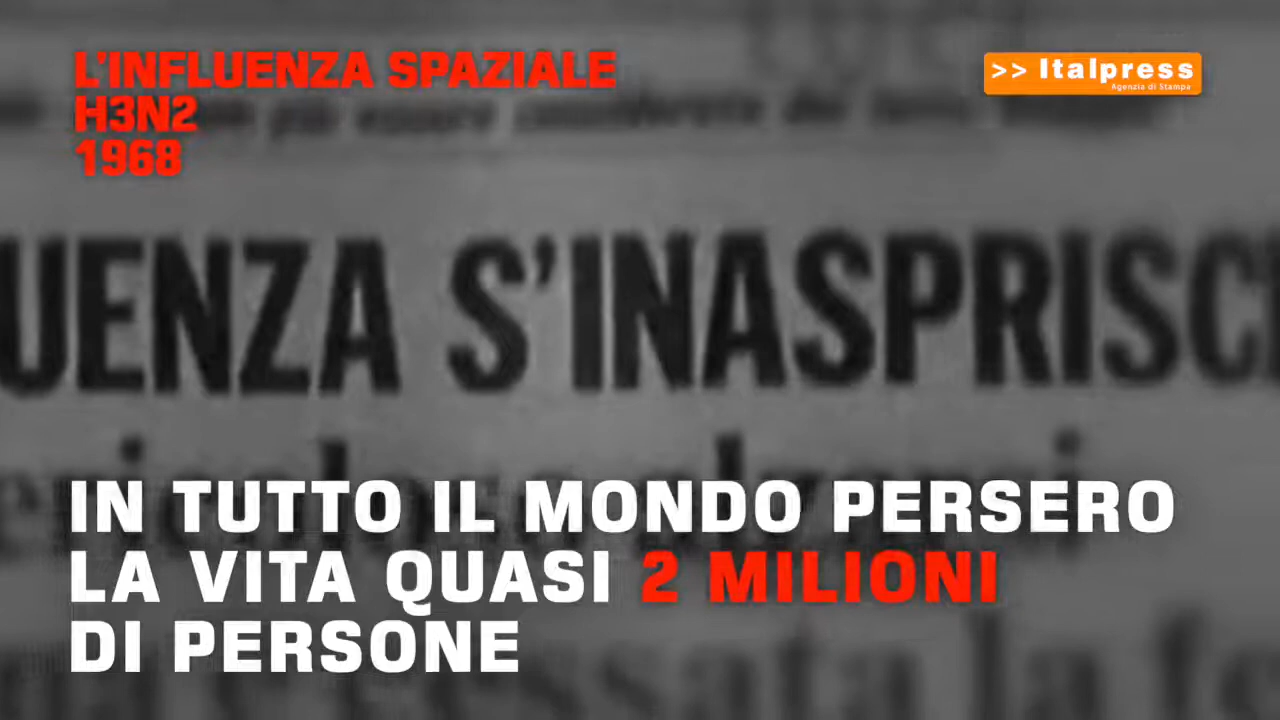 L'INFLUENZA SPAZIALE
H3N2
1968
>> Italpress
Agenzia di Stampa
UENZA S'INASPRISC
IN TUTTO IL MONDO PERSERO
LA VITA QUASI 2 MILIONI
DI PERSONE